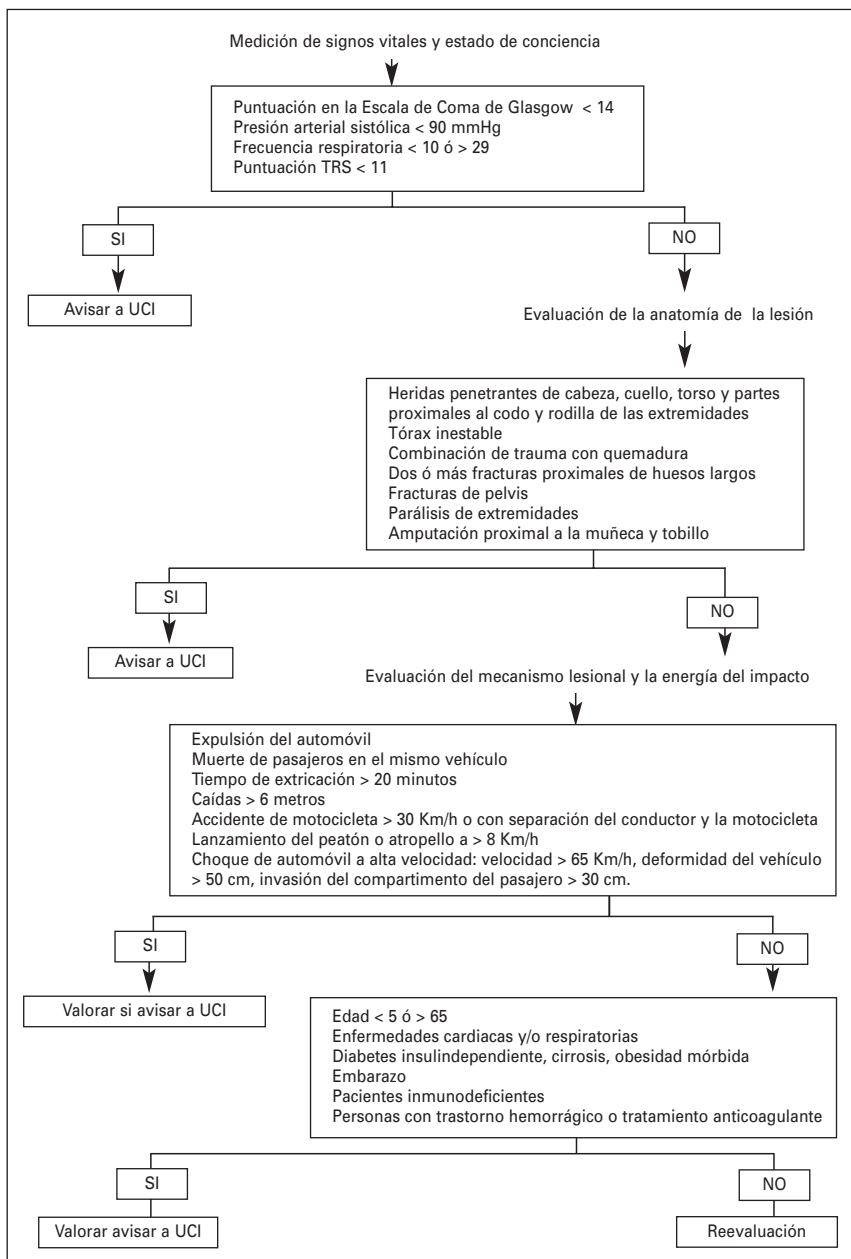 Medición de signos vitales y estado de conciencia
Puntuación en la Escala de Coma de Glasgow < 14
Presión arterial sistólica < 90 mmHg
Frecuencia respiratoria < 10 ó > 29
Puntuación TRS < 11
SI
NO
Avisar a UCI
Evaluación de la anatomía de la lesión
Heridas penetrantes de cabeza, cuello, torso y partes
proximales al codo y rodilla de las extremidades
Tórax inestable
Combinación de trauma con quemadura
Dos ó más fracturas proximales de huesos largos
Fracturas de pelvis
Parálisis de extremidades
Amputación proximal a la muñeca y tobillo
SI
NO
Avisar a UCI
Evaluación del mecanismo lesional y la energía del impacto
Expulsión del automóvil
Muerte de pasajeros en el mismo vehículo
Tiempo de extricación > 20 minutos
Caídas > 6 metros
Accidente de motocicleta > 30 Km/h o con separación del conductor y la motocicleta
Lanzamiento del peatón o atropello a > 8 Km/h
Choque de automóvil a alta velocidad: velocidad > 65 Km/h, deformidad del vehículo
> 50 cm, invasión del compartimento del pasajero > 30 cm.
SI
NO
Valorar si avisar a UCI
Edad < 5 ó > 65
Enfermedades cardiacas y/o respiratorias
Diabetes insulindependiente, cirrosis, obesidad mórbida
Embarazo
Pacientes inmunodeficientes
Personas con trastorno hemorrágico o tratamiento anticoagulante
SI
NO
Valorar avisar a UCI
Reevaluación